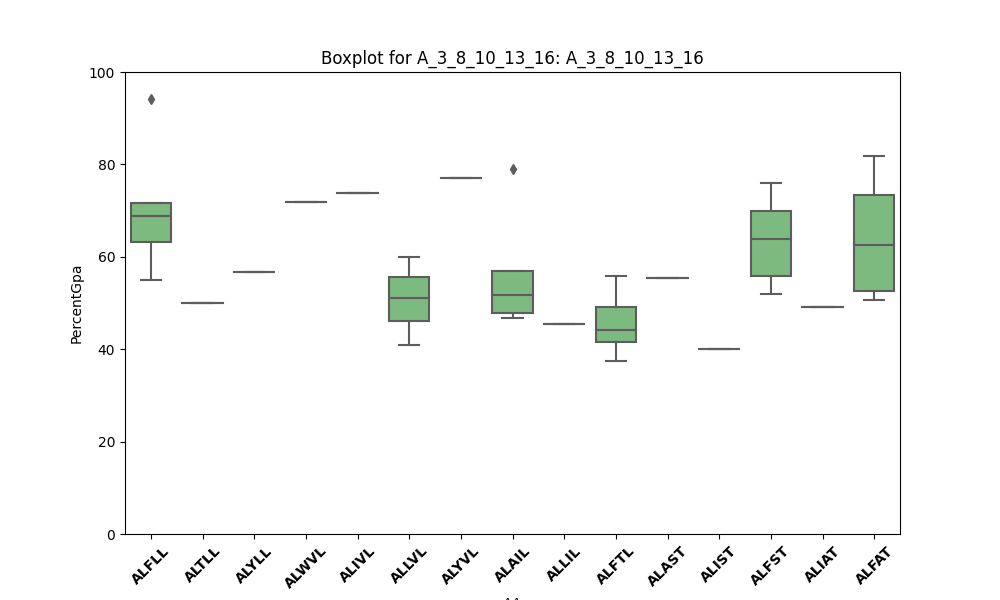 Boxplot for A_3_8_10_13_16: A_3_8_10_13_16
100
80
60
40
20
0
PercentGpa
ALFLL
ALTLL
ALYLL
ALWVL
ALIVL
ALLVL
ALYVL
ALAIL
ALLIL
ALFTL
ALAST
ALIST
ALFST
ALIAT
ALFAT